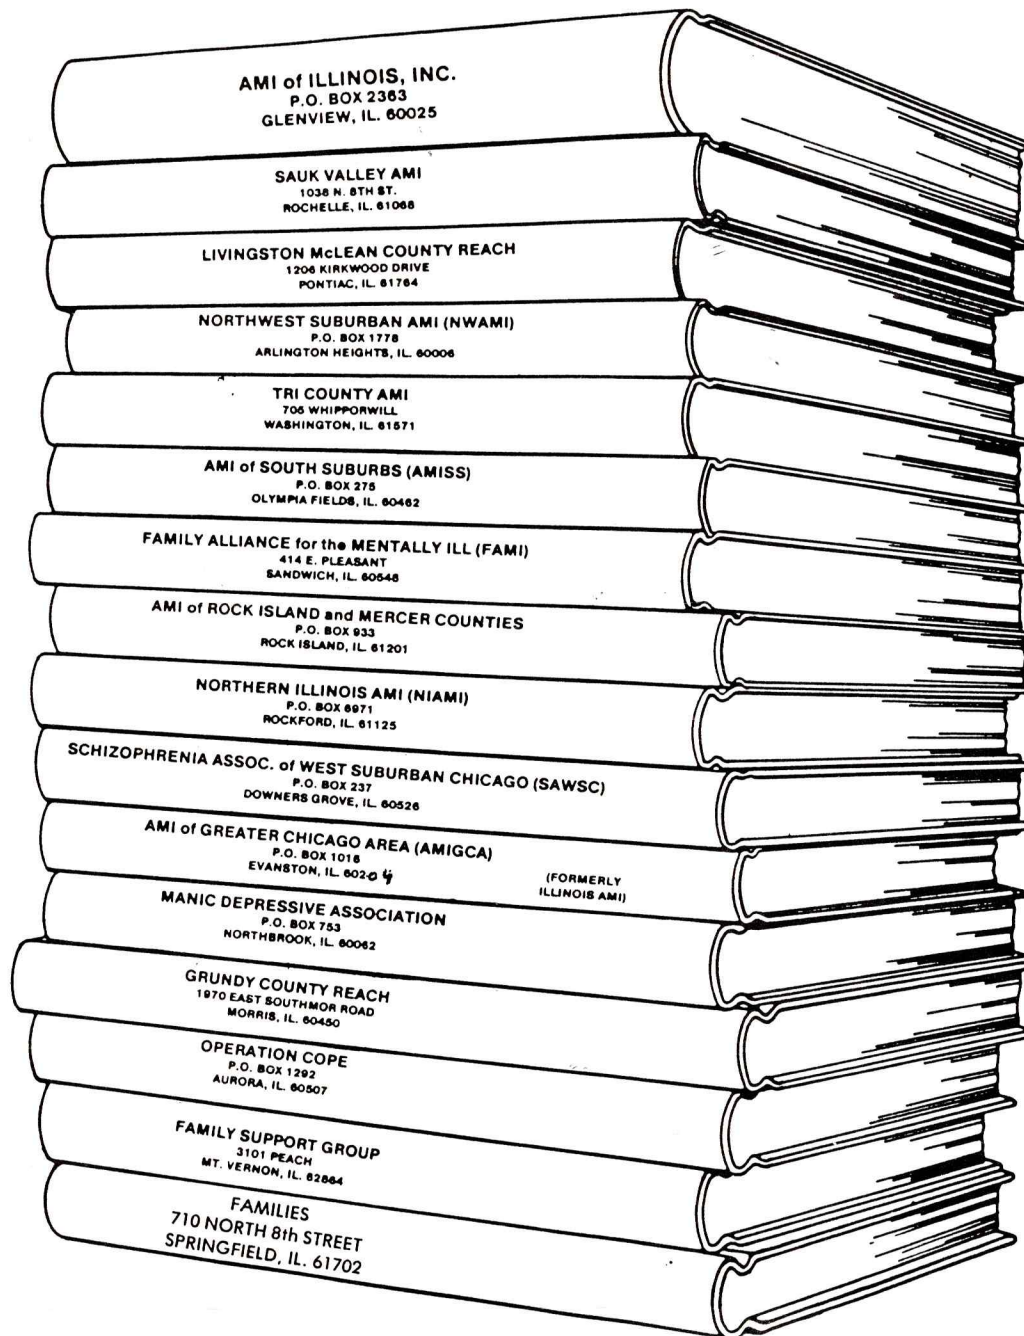 AMI of ILLINOIS, INC.
P.O. BOX 2363
GLENVIEW, IL. 60025
SAUK VALLEY AMI
1038 N. 8TH ST.
ROCHELLE, IL. 61068
LIVINGSTON McLEAN COUNTY REACH
1206 KIRKWOOD DRIVE
PONTIAC, IL. 61764
NORTHWEST SUBURBAN AMI (NWAMI)
P.O. BOX 1778
ARLINGTON HEIGHTS, IL. 60006
TRI COUNTY AMI
705 WHIPPORWILL
WASHINGTON, IL. 61571
AMI of SOUTH SUBURBS (AMISS)
P.O. BOX 275
OLYMPIA FIELDS, IL. 60462
FAMILY ALLIANCE for the MENTALLY ILL (FAMI)
414 E. PLEASANT
SANDWICH, IL. 60548
AMI of ROCK ISLAND and MERCER COUNTIES
P.O. BOX 933
ROCK ISLAND, IL. 61201
NORTHERN ILLINOIS AMI (NIAMI)
P.O. BOX 6971
ROCKFORD, IL. 61125
SCHIZOPHRENIA ASSOC. of WEST SUBURBAN CHICAGO (SAWSC)
P.O. BOX 237
DOWNERS GROVE, IL. 60526
AMI of GREATER CHICAGO AREA (AMIGCA)
P.O. BOX 1016
EVANSTON, IL. 60204
(FORMERLY
ILLINOIS AMI)
MANIC DEPRESSIVE ASSOCIATION
P.O. BOX 753
NORTHBROOK, IL. 60062
GRUNDY COUNTY REACH
1970 EAST SOUTHMOR ROAD
MORRIS, IL. 60450
OPERATION COPE
P.O. BOX 1292
AURORA, IL. 60507
FAMILY SUPPORT GROUP
3101 PEACH
MT. VERNON, IL. 62864
FAMILIES
710 NORTH 8th STREET
SPRINGFIELD, IL. 61702